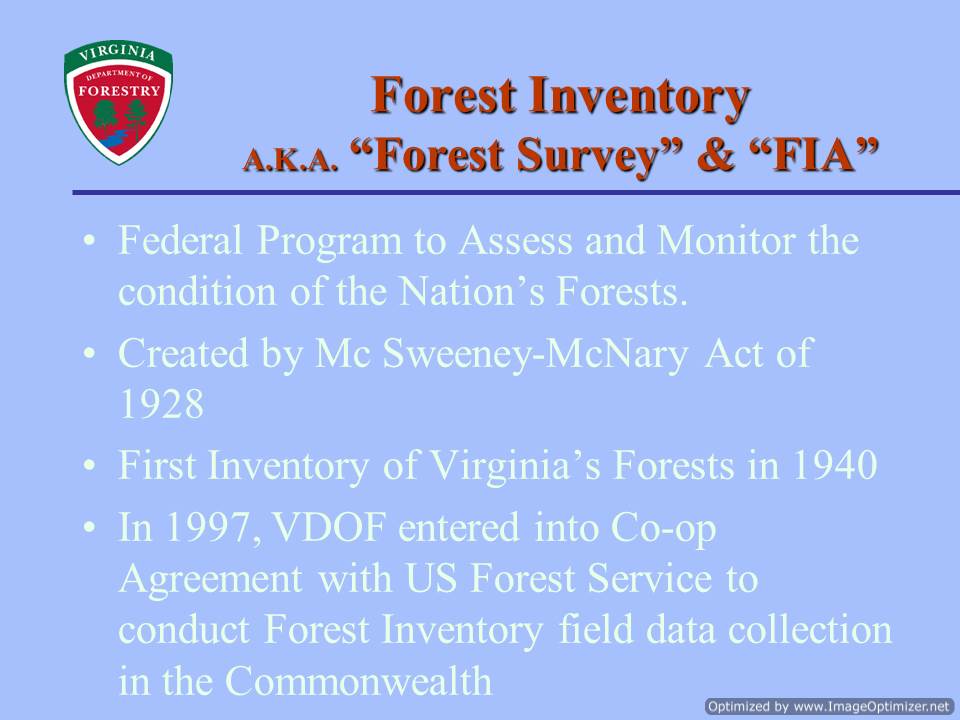 VIRGINIA
DEPARTMENT OF
FORESTRY
Forest Inventory
A.K.A. “Forest Survey” & “FIA”
• Federal Program to Assess and Monitor the
condition of the Nation’s Forests.
• Created by Mc Sweeney-McNary Act of
1928
• First Inventory of Virginia’s Forests in 1940
• In 1997, VDOF entered into Co-op
Agreement with US Forest Service to
conduct Forest Inventory field data collection
in the Commonwealth
Optimized by www.ImageOptimizer.net